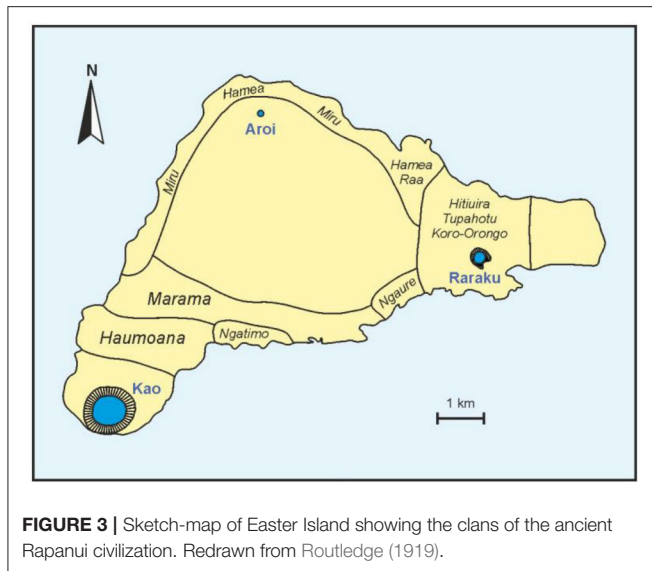 N
Hamea
Miru
Aroi
Hamea
Raa
Miru
Hitiuira
Tupahotu
Koro-Orongo
Raraku
Ngaure
Marama
Haumoana
Ngatimo
Kao
1 km
FIGURE 3 | Sketch-map of Easter Island showing the clans of the ancient
Rapanui civilization. Redrawn from Routledge (1919).